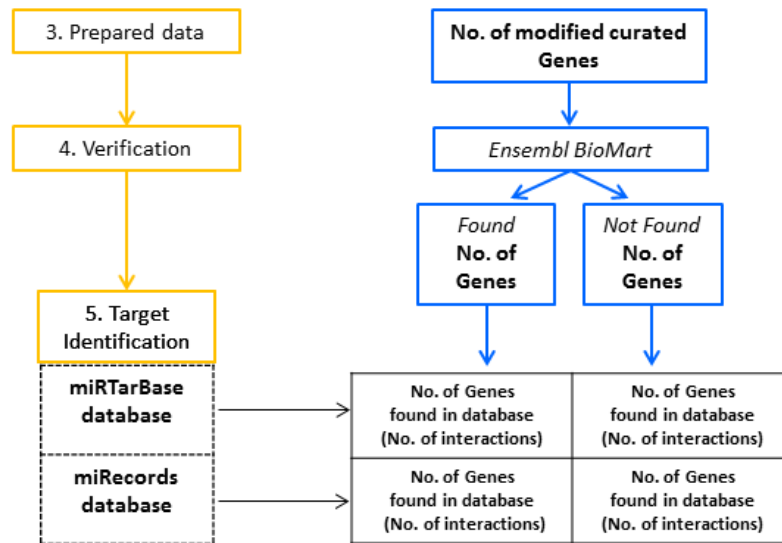 3. Prepared data
No. of modified curated
Genes
4. Verification
Ensembl BioMart
Found
No. of
Genes
Not Found
No. of
Genes
5. Target
Identification
miRTarBase
database
No. of Genes
found in database
(No. of interactions)
No. of Genes
found in database
(No. of interactions)
miRecords
database
No. of Genes
found in database
(No. of interactions)
No. of Genes
found in database
(No. of interactions)